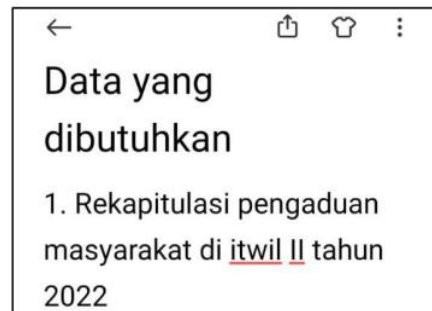 Data yang
dibutuhkan
1. Rekapitulasi pengaduan
masyarakat di itwil II tahun
2022